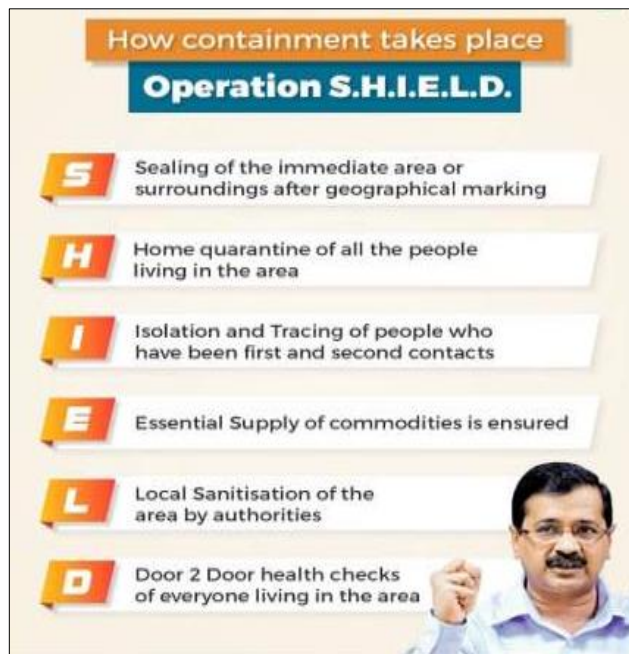 How containment takes place
Operation S.H.I.E.L.D.
S
Sealing of the immediate area or
surroundings after geographical marking
H
Home quarantine of all the people
living in the area
I
Isolation and Tracing of people who
have been first and second contacts
E
Essential Supply of commodities is ensured
L
Local Sanitisation of the
area by authorities
D
Door 2 Door health checks
of everyone living in the area